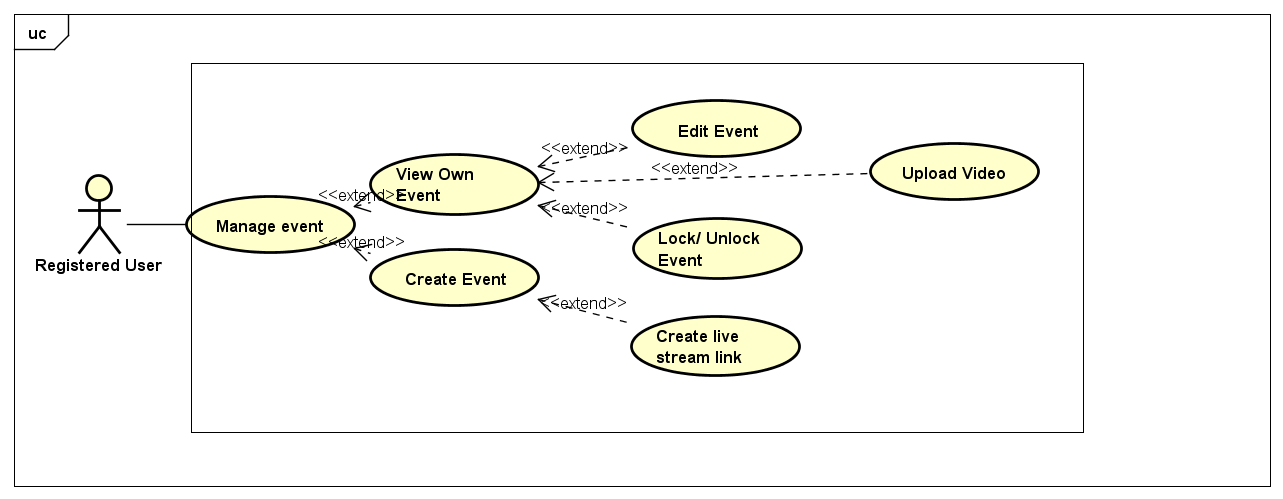 uc
Edit Event
<<extend>>
<<extend>>
Upload Video
View Own
Event
<<extend>>
<<extend>>
Manage event
Lock/ Unlock
Event
<<extend>>
Registered User
Create Event
<<extend>>
Create live
stream link